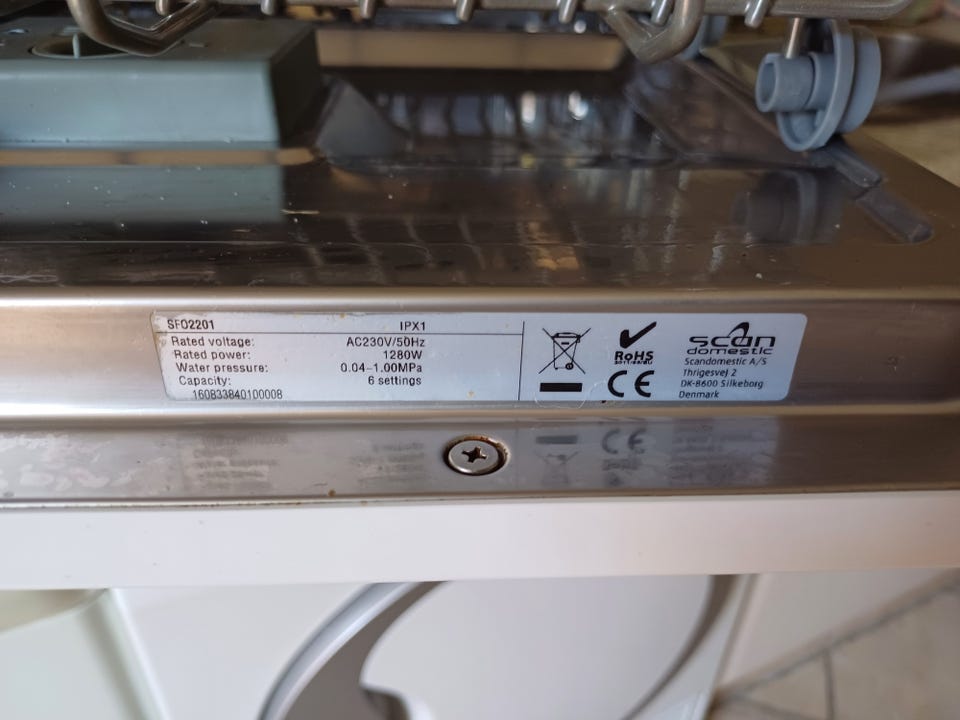 SFO2201 IPX1
Rated voltage: AC230V/50Hz
Rated power: 1280W
Water pressure: 0.04-1.00MPa
Capacity: 6 settings
160833840100008
RoHS
CE
scan
domestic
Scandomestic A/S
Thrigesvej 2
DK-8600 Silkeborg
Denmark